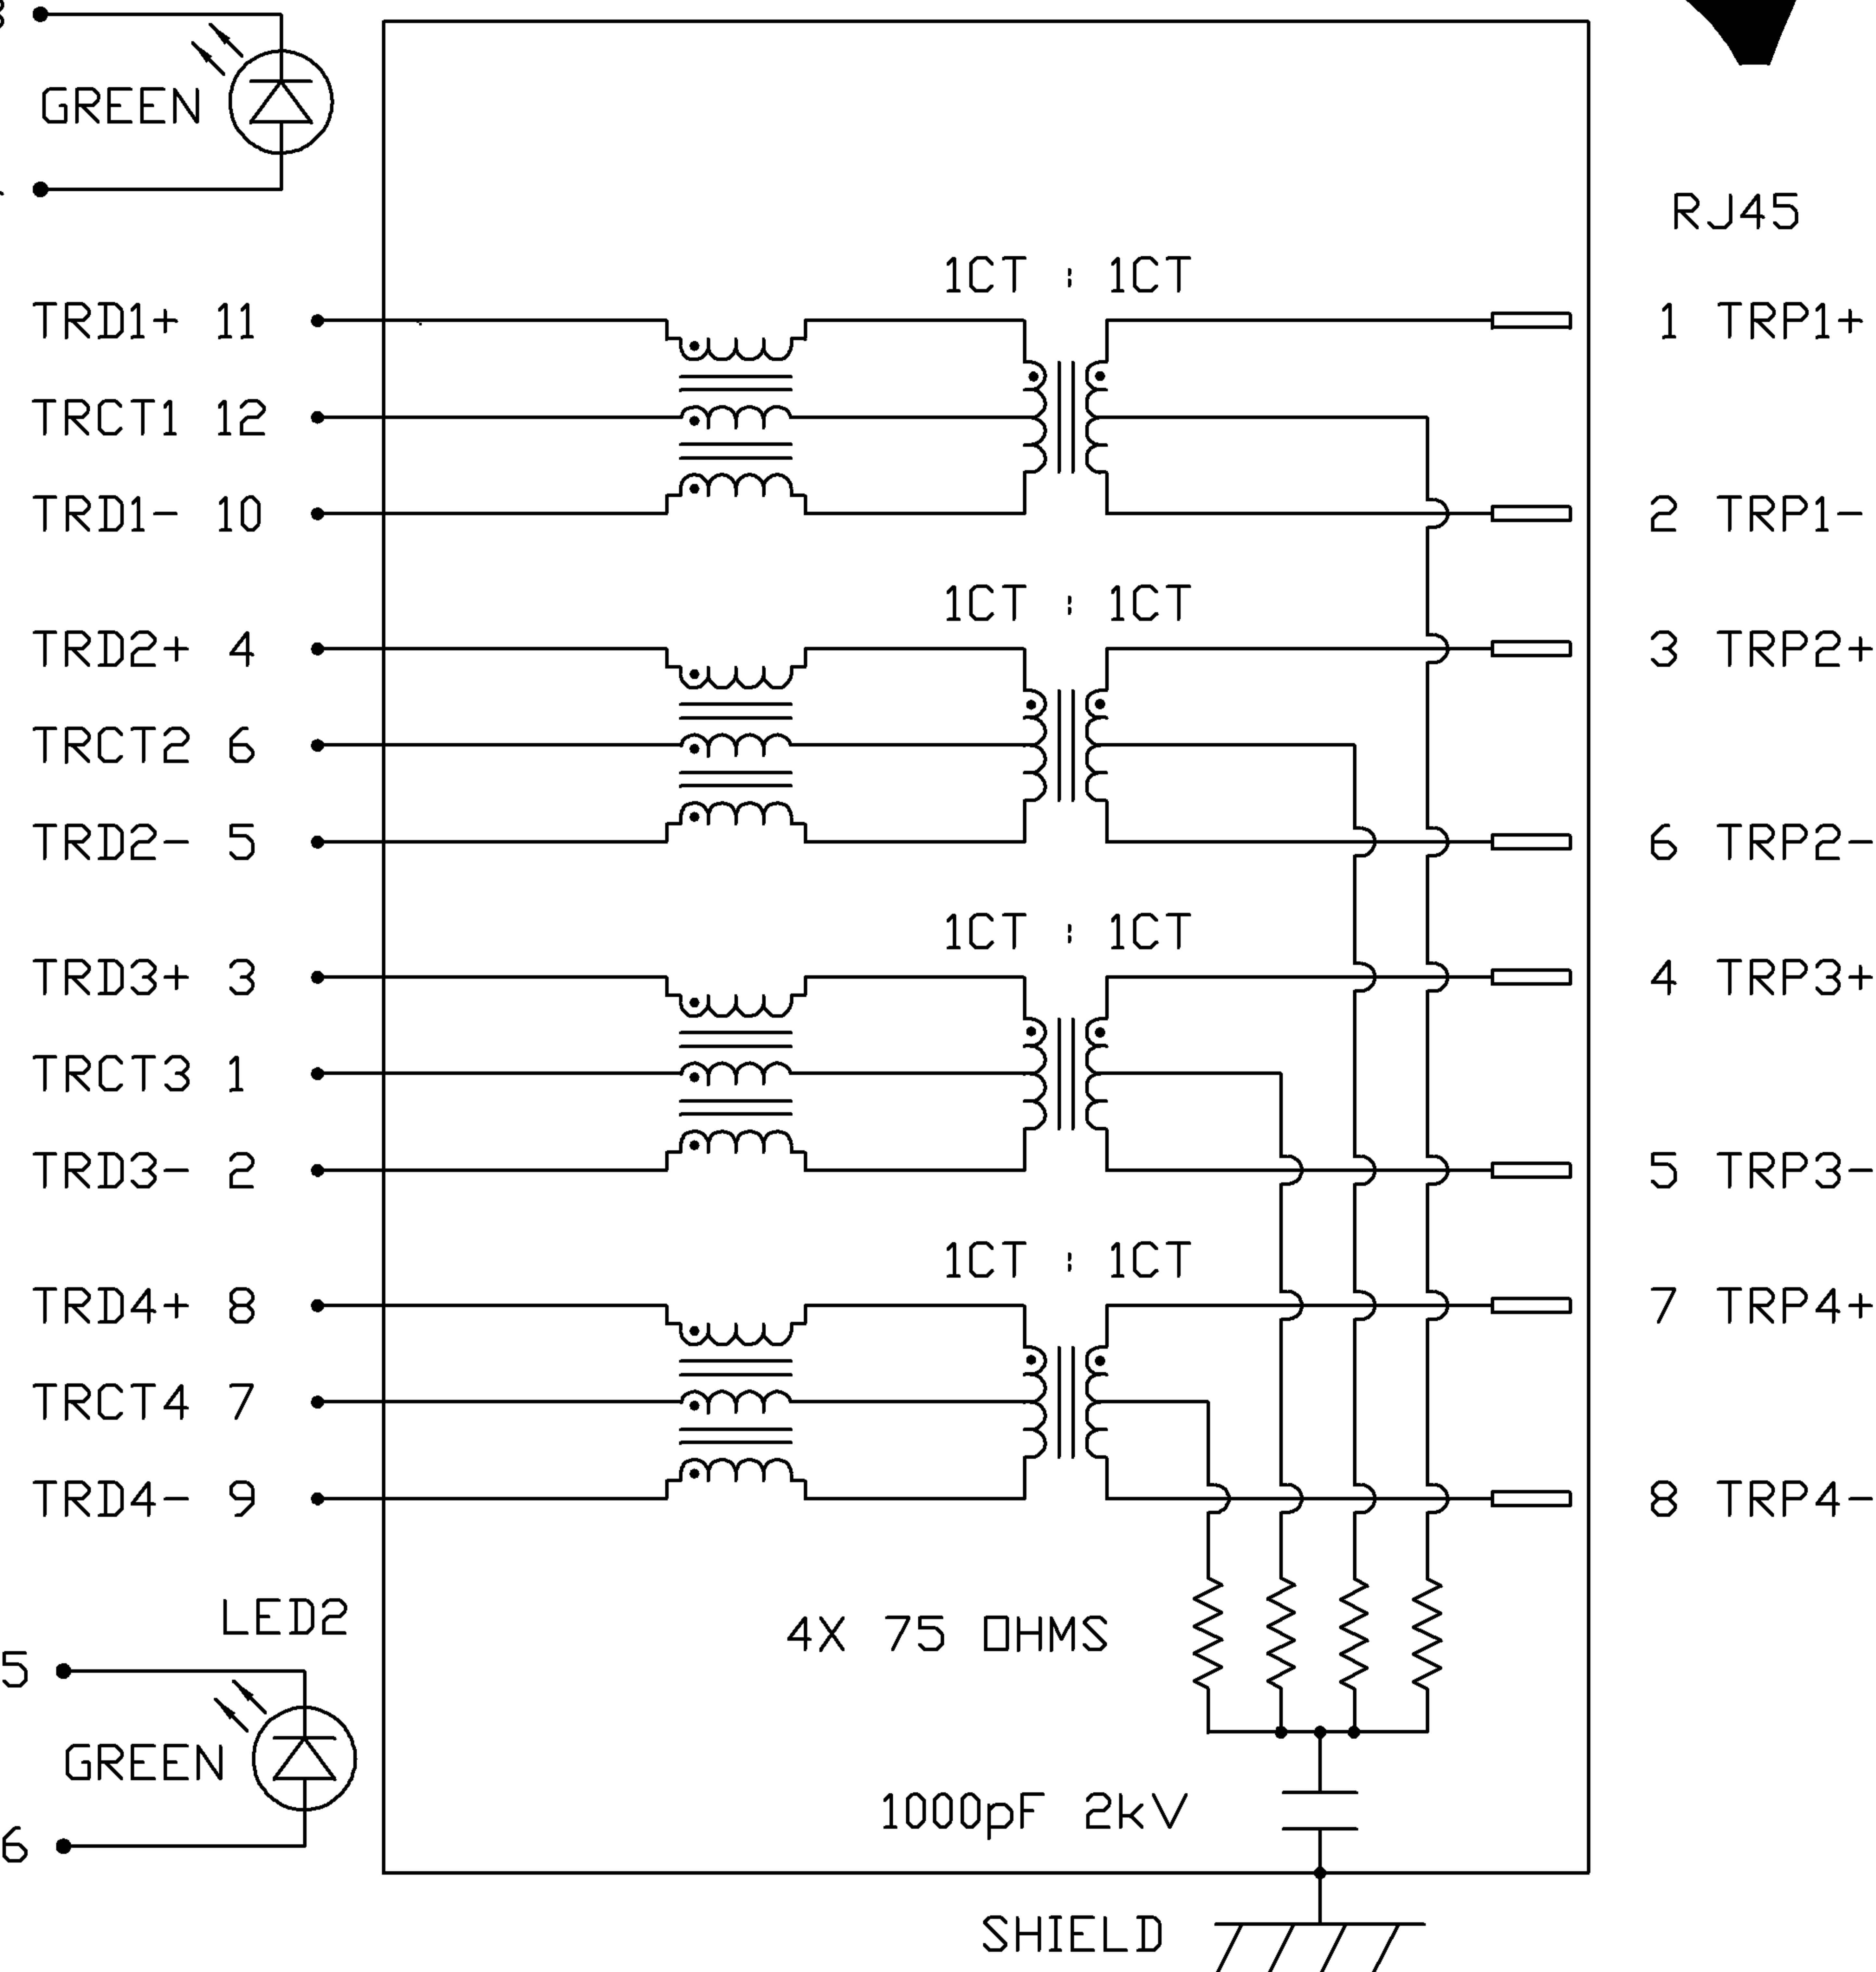 GREEN
RJ45
1CT : 1CT
TRD1+ 11
1 TRP1+
TRCT1 12
TRD1- 10
2 TRP1-
1CT : 1CT
TRD2+ 4
3 TRP2+
TRCT2 6
TRD2- 5
6 TRP2-
1CT : 1CT
TRD3+ 3
4 TRP3+
TRCT3 1
TRD3- 2
5 TRP3-
1CT : 1CT
TRD4+ 8
7 TRP4+
TRCT4 7
TRD4- 9
8 TRP4-
LED2
4X 75 OHMS
5
GREEN
1000pF 2kV
6
SHIELD